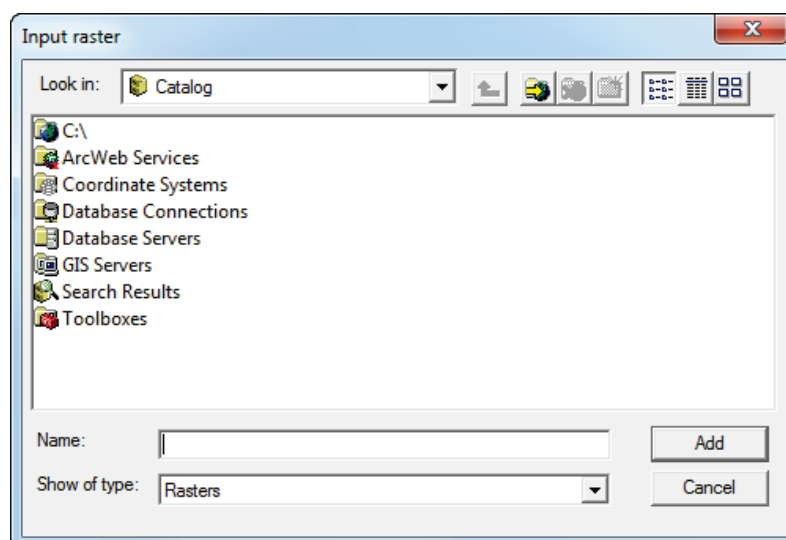 Input raster
Look in: Catalog
C:\
ArcWeb Services
Coordinate Systems
Database Connections
Database Servers
GIS Servers
Search Results
Toolboxes
Name: Add
Show of type: Rasters Cancel